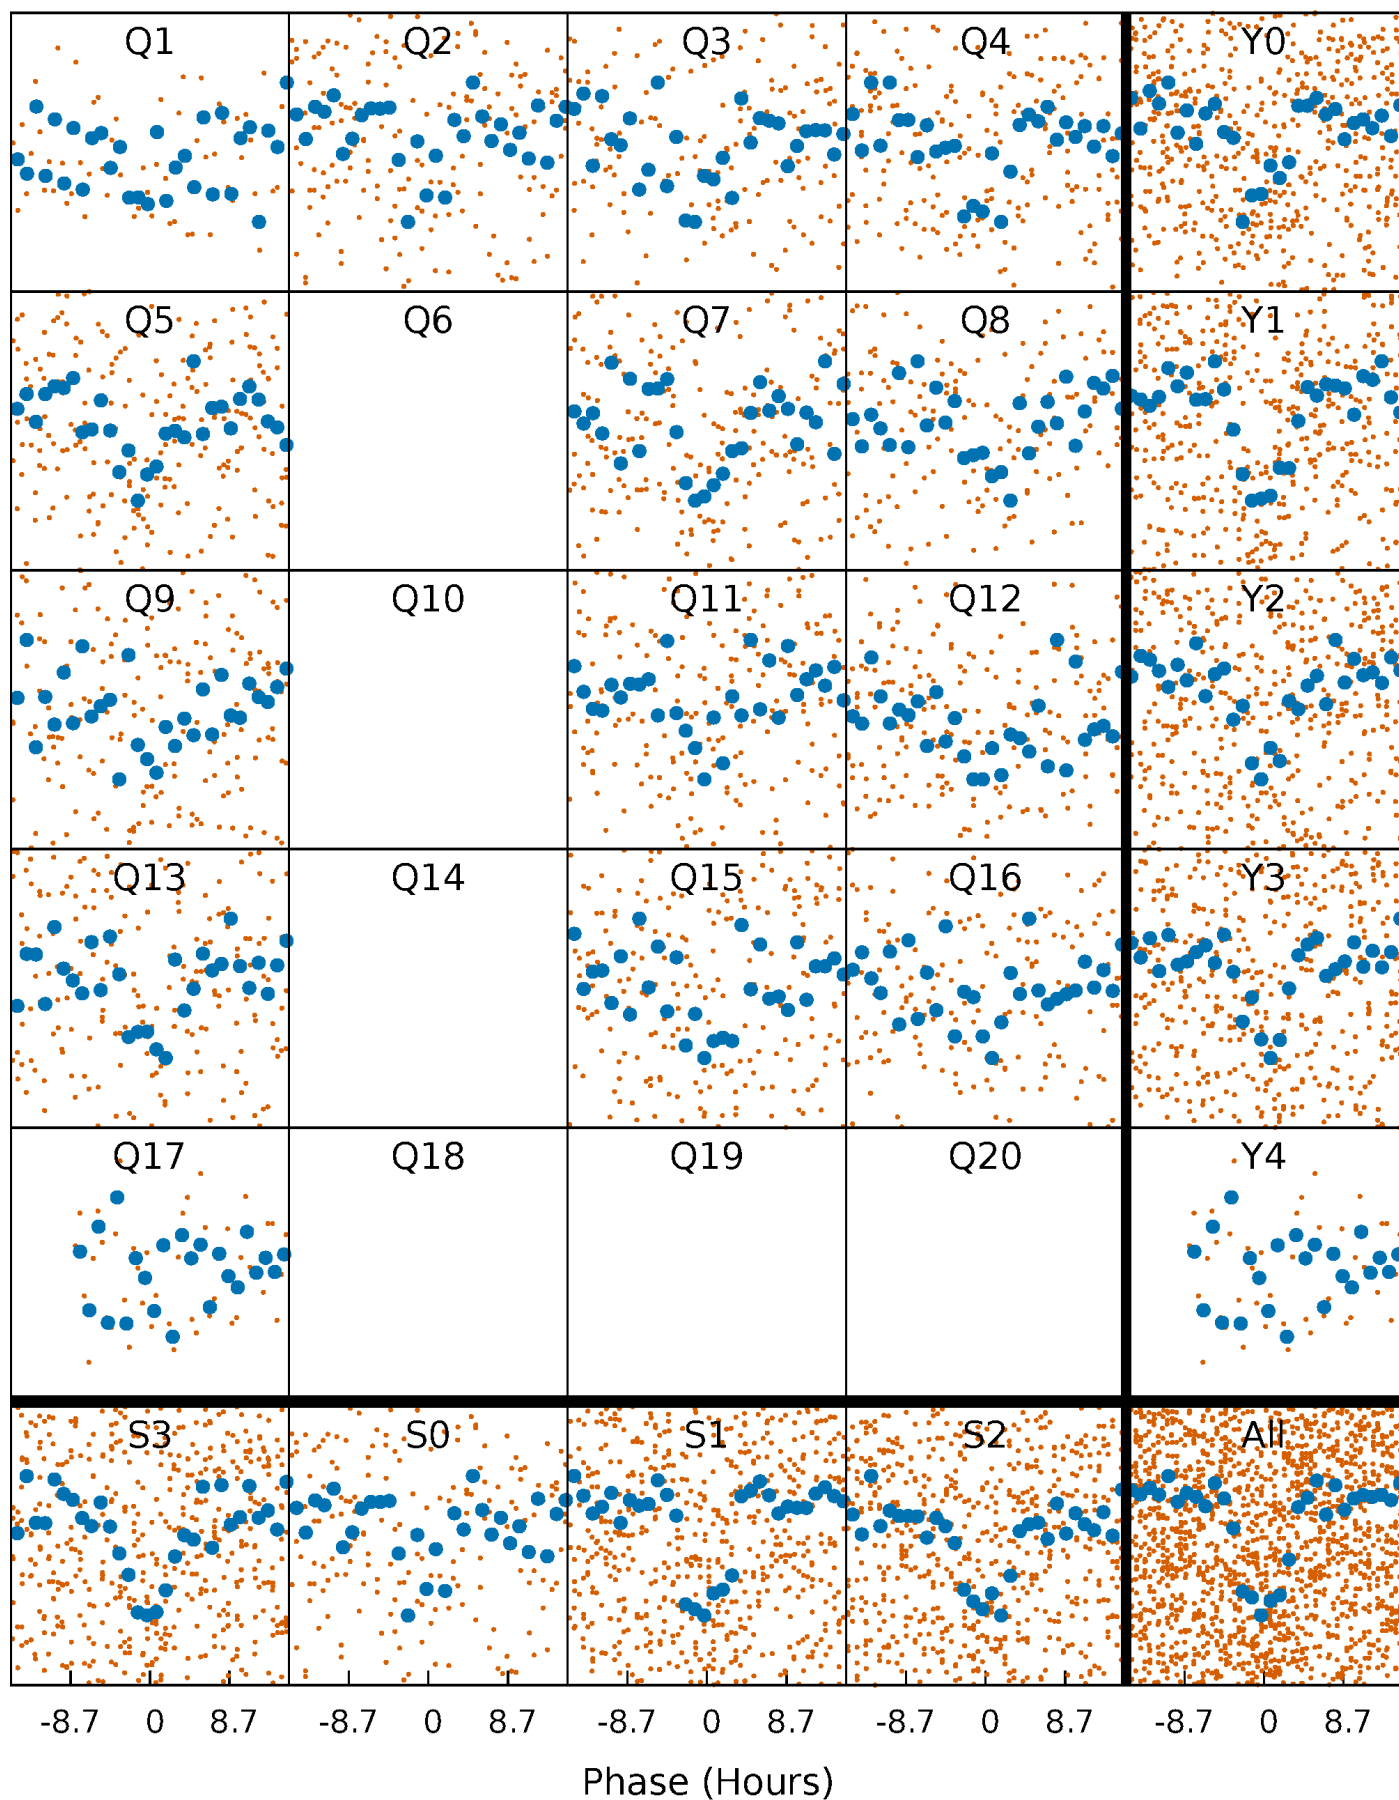 Q1 Q2 Q3 Q4 Y0
Q5 Q6 Q7 Q8 Y1
Q9 Q10 Q11 Q12 Y2
Q13 Q14 Q15 Q16 Y3
Q17 Q18 Q19 Q20 Y4
S3 S0 S1 S2 All
-8.7 0 8.7 -8.7 0 8.7 -8.7 0 8.7 -8.7 0 8.7 -8.7 0 8.7
Phase (Hours)